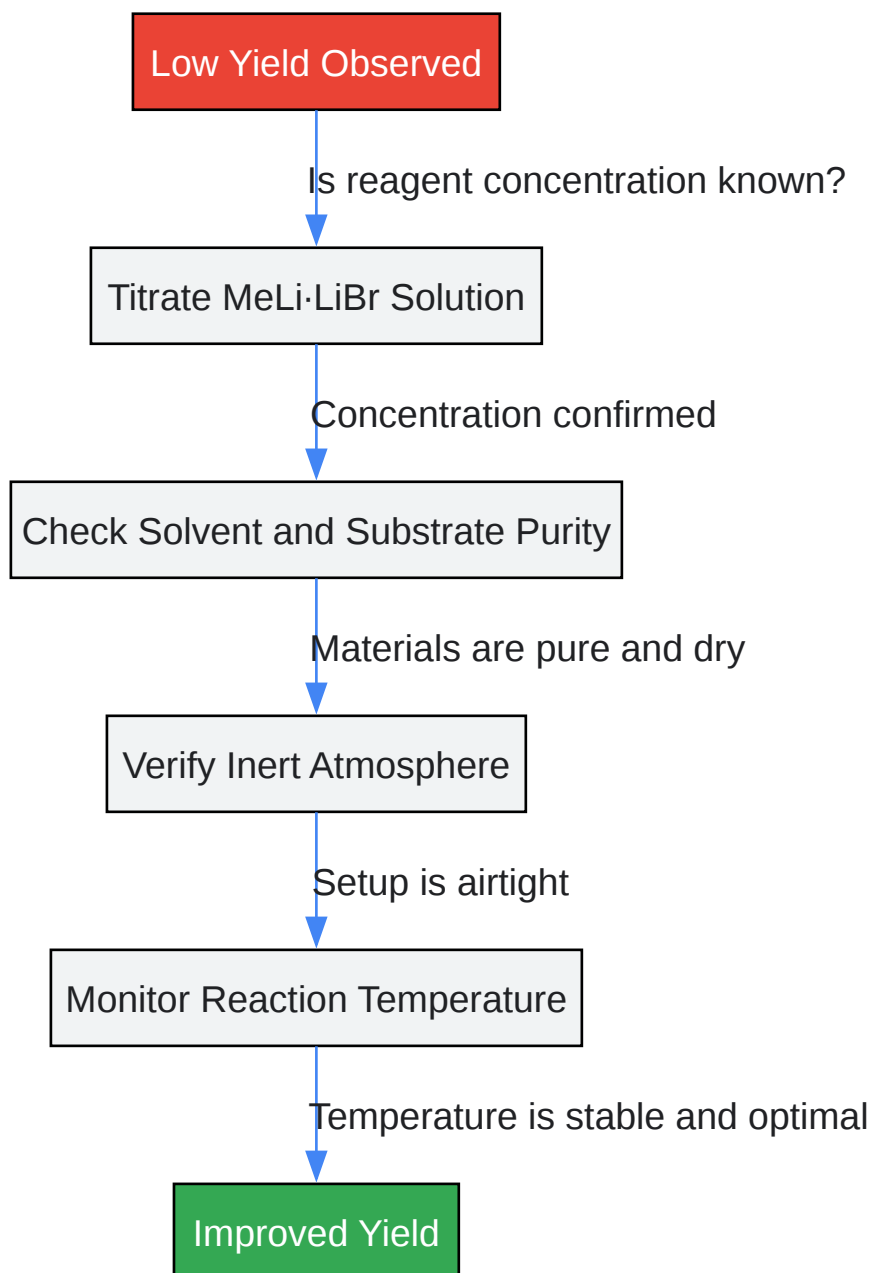 Low Yield Observed
Is reagent concentration known?
Titrate MeLi·LiBr Solution
Concentration confirmed
Check Solvent and Substrate Purity
Materials are pure and dry
Verify Inert Atmosphere
Setup is airtight
Monitor Reaction Temperature
Temperature is stable and optimal
Improved Yield